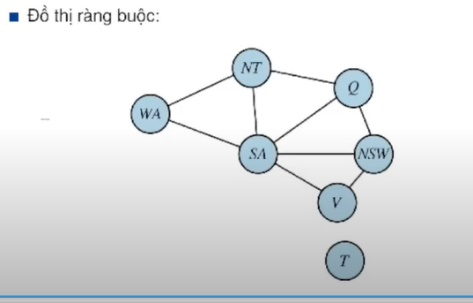 Đồ thị ràng buộc:
NT
Q
WA
SA
NSW
V
T